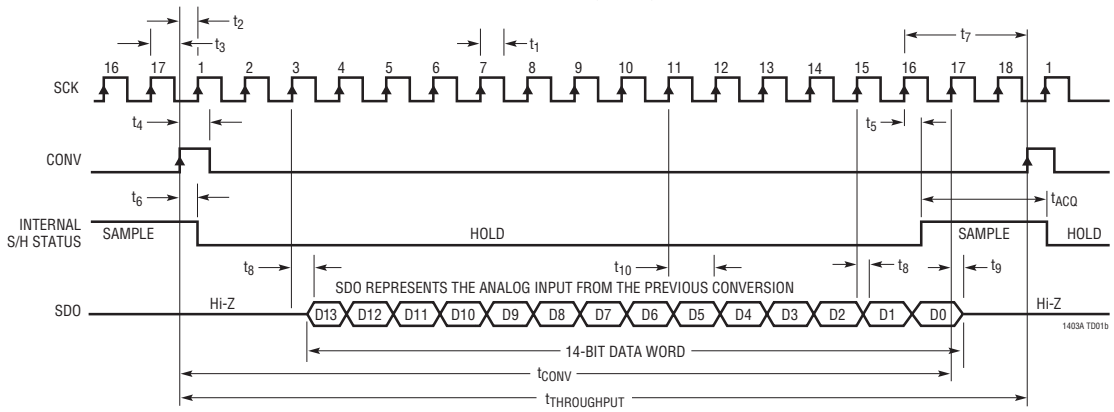 t2
t3
t1
t7
16 17 1 2 3 4 5 6 7 8 9 10 11 12 13 14 15 16 17 18 1
SCK
t4
t5
CONV
t6
tACQ
INTERNAL
S/H STATUS
SAMPLE
HOLD
SAMPLE
HOLD
t8
t10
t8
t9
SDO REPRESENTS THE ANALOG INPUT FROM THE PREVIOUS CONVERSION
SDO
Hi-Z
D13 D12 D11 D10 D9 D8 D7 D6 D5 D4 D3 D2 D1 D0
Hi-Z
1403A TD01b
14-BIT DATA WORD
tCONV
tTHROUGHPUT